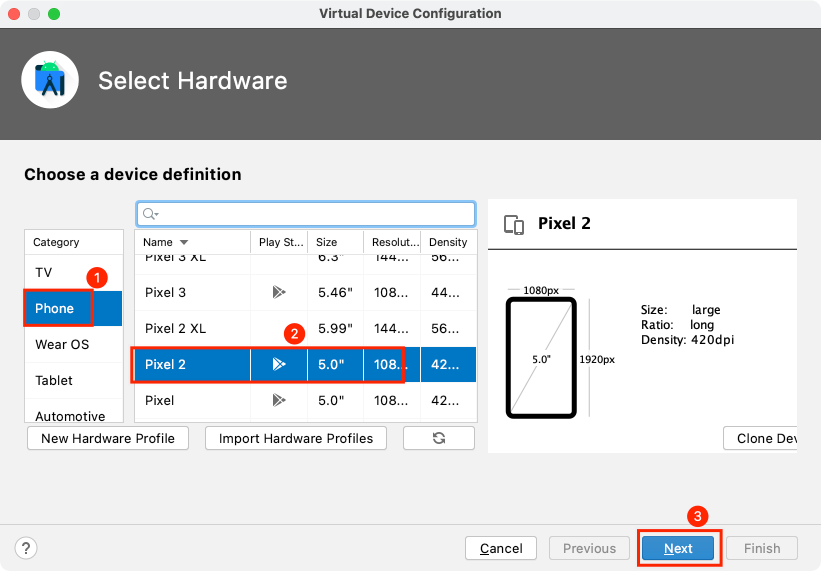 Virtual Device Configuration
Select Hardware
Choose a device definition
Category
TV
1
Phone
Wear OS
Tablet
Automotive
Name Play St... Size Resolut... Density
Pixel 3 XL 6.3" 144... 56...
Pixel 3 5.46" 108... 44...
Pixel 2 XL 5.99" 144... 56...
2
Pixel 2 5.0" 108... 42...
Pixel 5.0" 108... 42...
New Hardware Profile Import Hardware Profiles
Pixel 2
1080px
5.0" 1920px
Size: large
Ratio: long
Density: 420dpi
Clone Dev
3
? Cancel Previous Next Finish